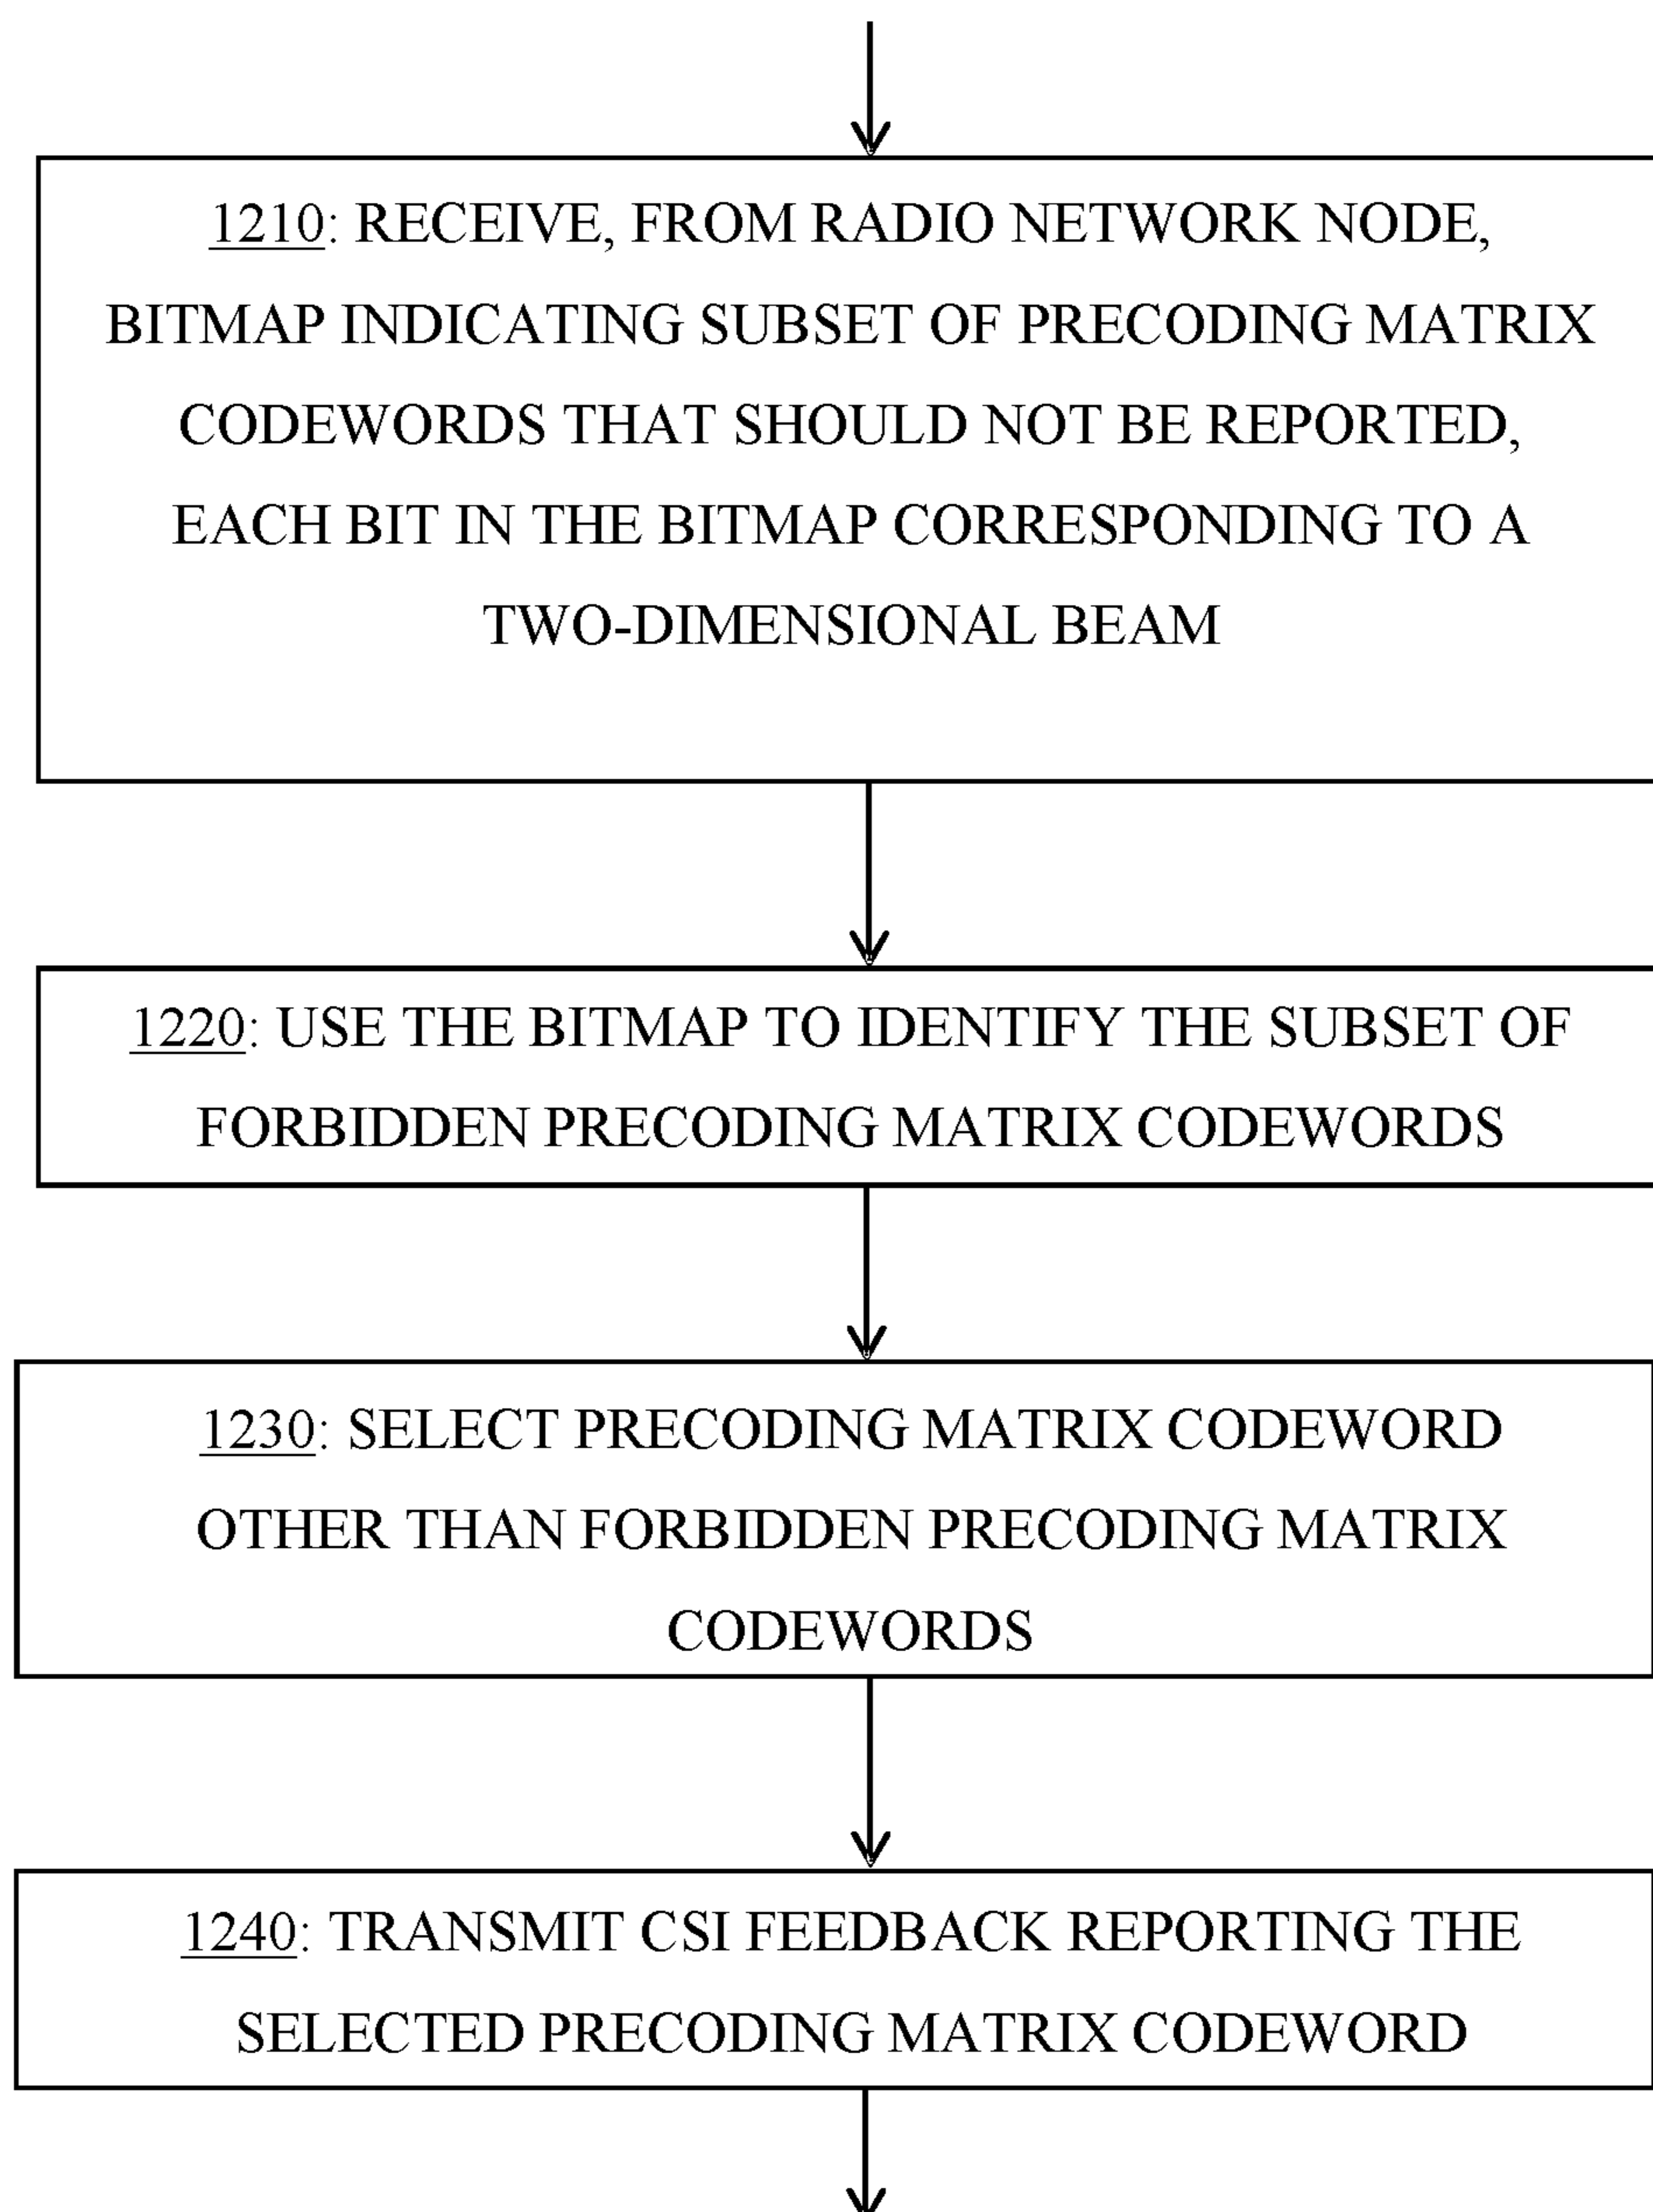 1210: RECEIVE, FROM RADIO NETWORK NODE,
BITMAP INDICATING SUBSET OF PRECODING MATRIX
CODEWORDS THAT SHOULD NOT BE REPORTED,
EACH BIT IN THE BITMAP CORRESPONDING TO A
TWO-DIMENSIONAL BEAM
1220: USE THE BITMAP TO IDENTIFY THE SUBSET OF
FORBIDDEN PRECODING MATRIX CODEWORDS
1230: SELECT PRECODING MATRIX CODEWORD
OTHER THAN FORBIDDEN PRECODING MATRIX
CODEWORDS
1240: TRANSMIT CSI FEEDBACK REPORTING THE
SELECTED PRECODING MATRIX CODEWORD